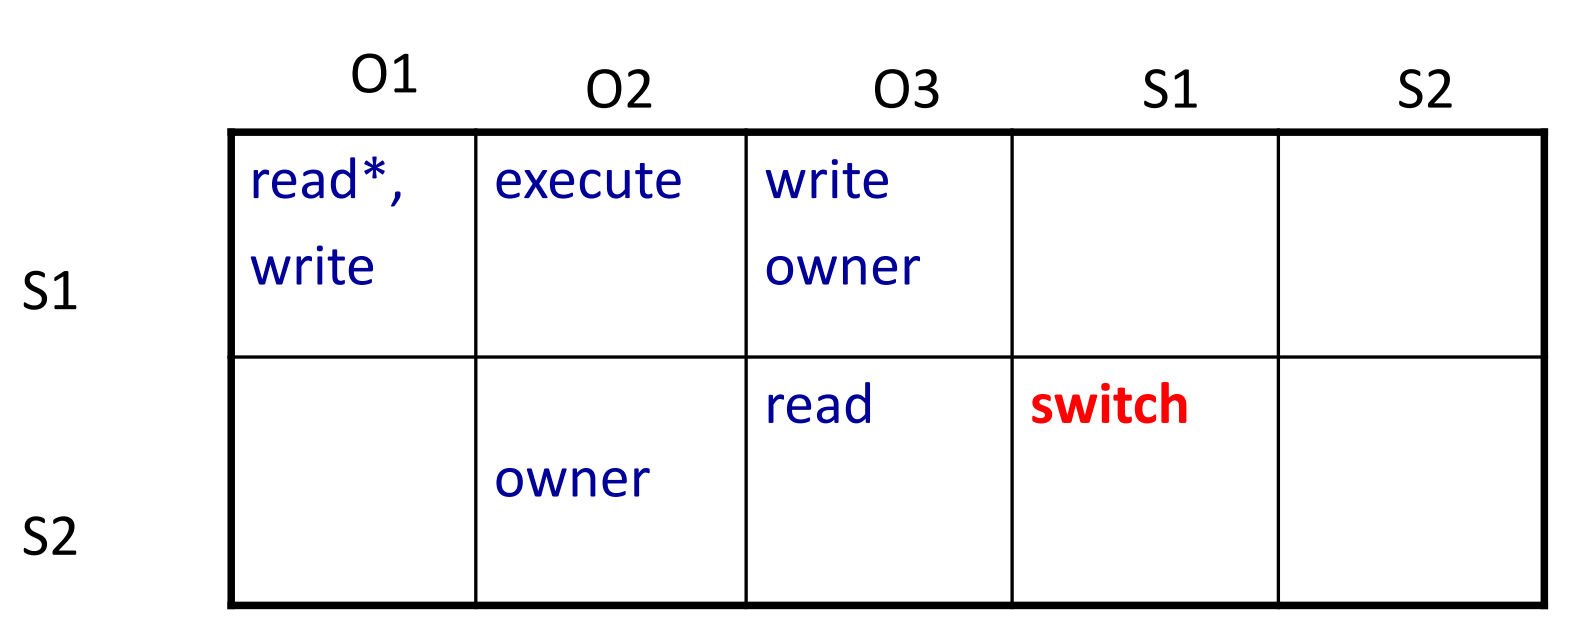 O1 O2 O3 S1 S2
read*, execute write
write owner
S1
read switch
owner
S2